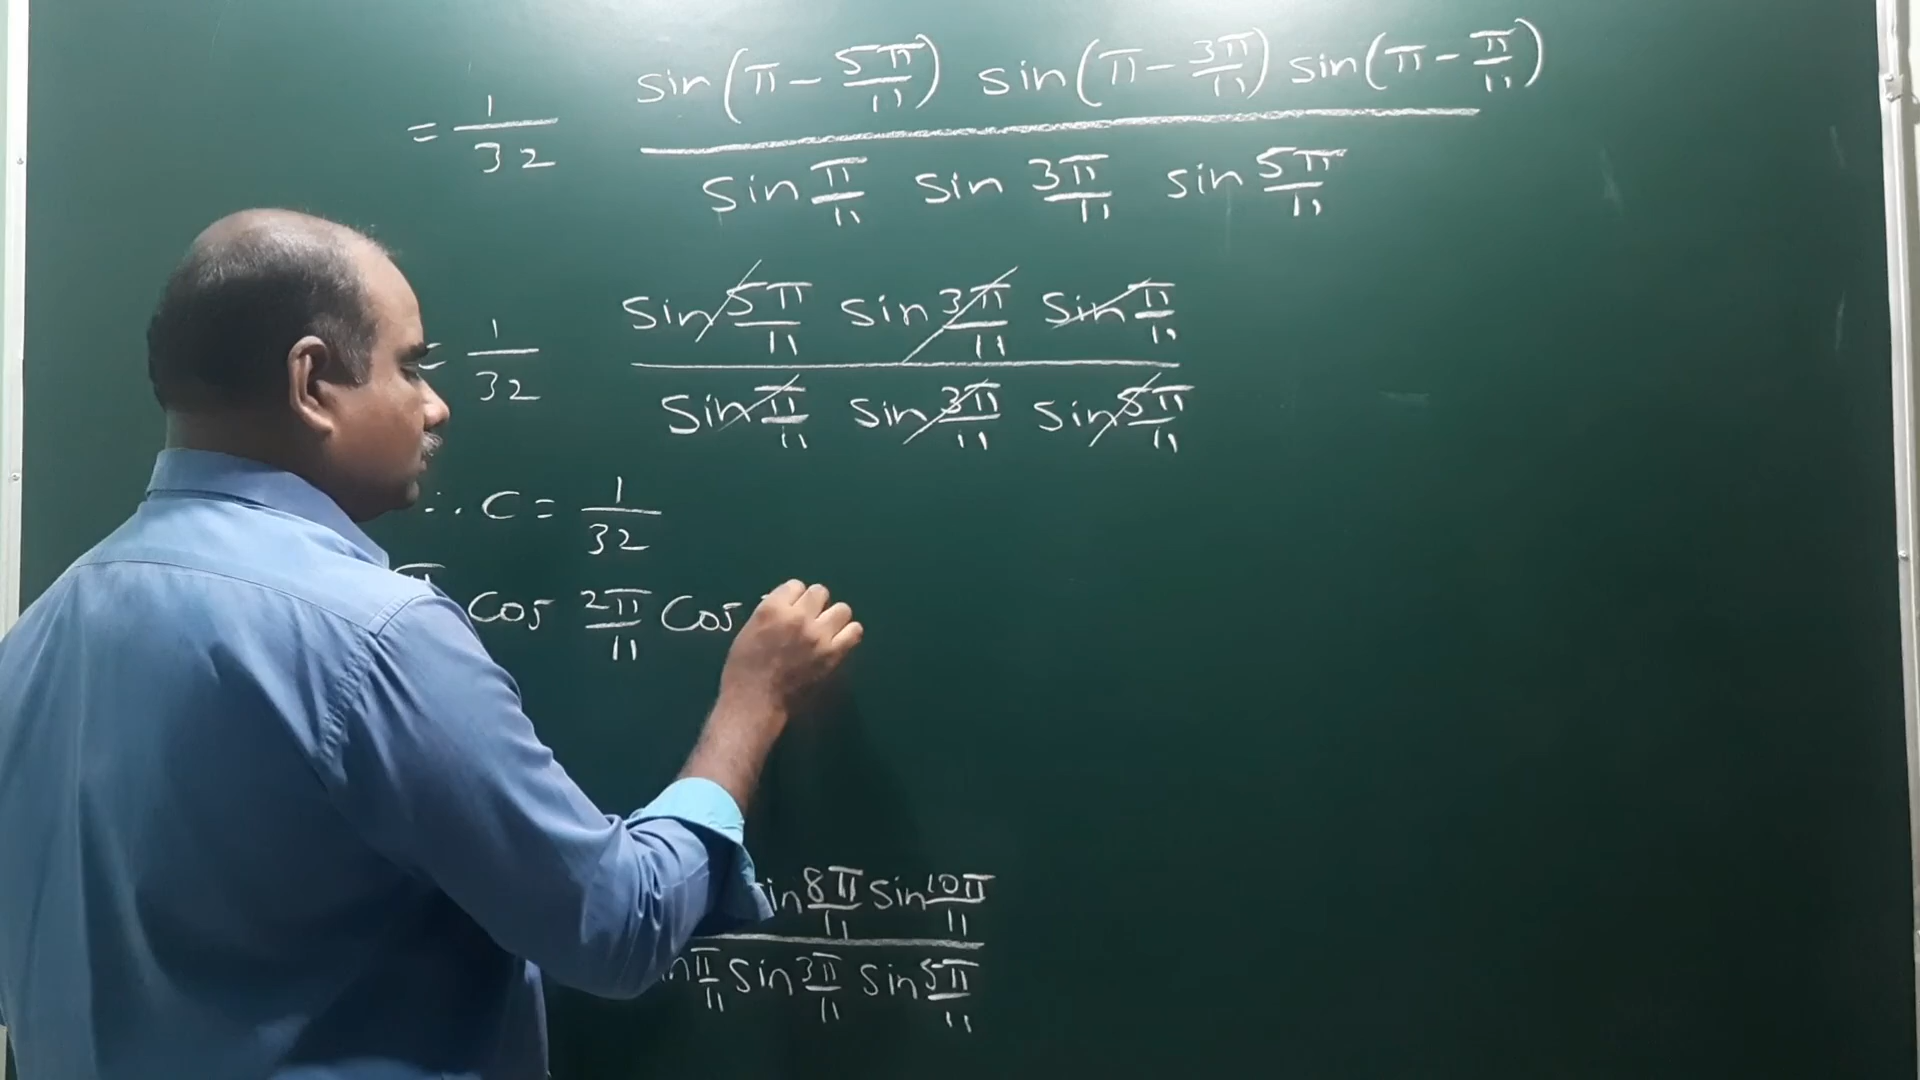 = 1/32 sin(π - 5π/11) sin(π - 3π/11) sin(π - π/11) / sin π/11 sin 3π/11 sin 5π/11
= 1/32 sin 5π/11 sin 3π/11 sin π/11 / sin π/11 sin 3π/11 sin 5π/11
∴ C = 1/32
π Cos 2π/11 Cos
in 8π/11 sin 10π/11 / n π/11 sin 3π/11 sin 5π/11